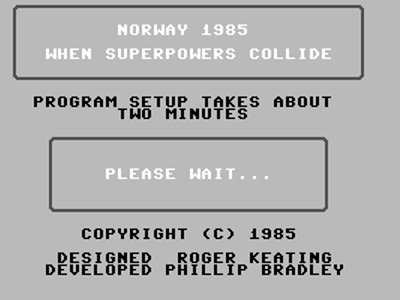 NORWAY 1985
WHEN SUPERPOWERS COLLIDE
PROGRAM SETUP TAKES ABOUT
TWO MINUTES
PLEASE WAIT...
COPYRIGHT (C) 1985
DESIGNED  ROGER KEATING
DEVELOPED PHILLIP BRADLEY